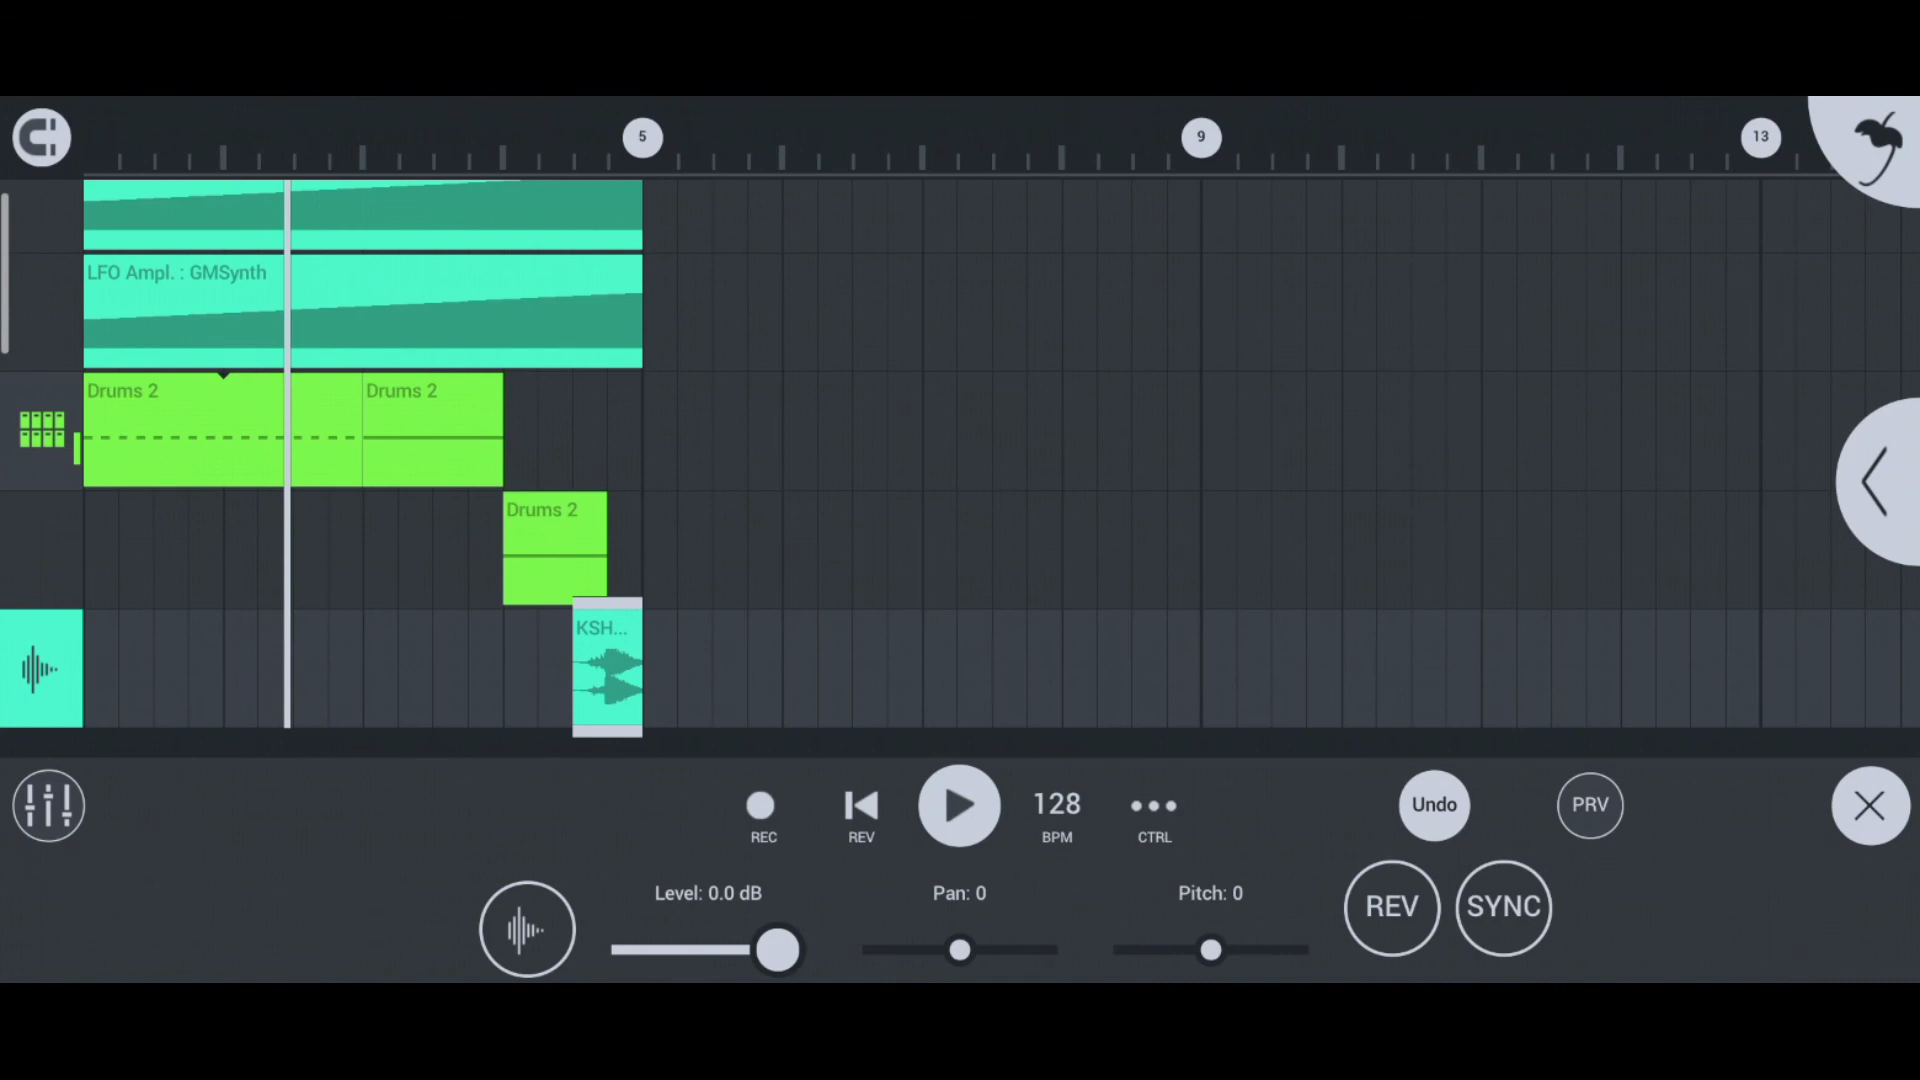 5
9
13
LFO Ampl. : GMSynth
Drums 2
Drums 2
Drums 2
KSH...
128
Undo
PRV
REC
REV
BPM
CTRL
Level: 0.0 dB
Pan: 0
Pitch: 0
REV
SYNC